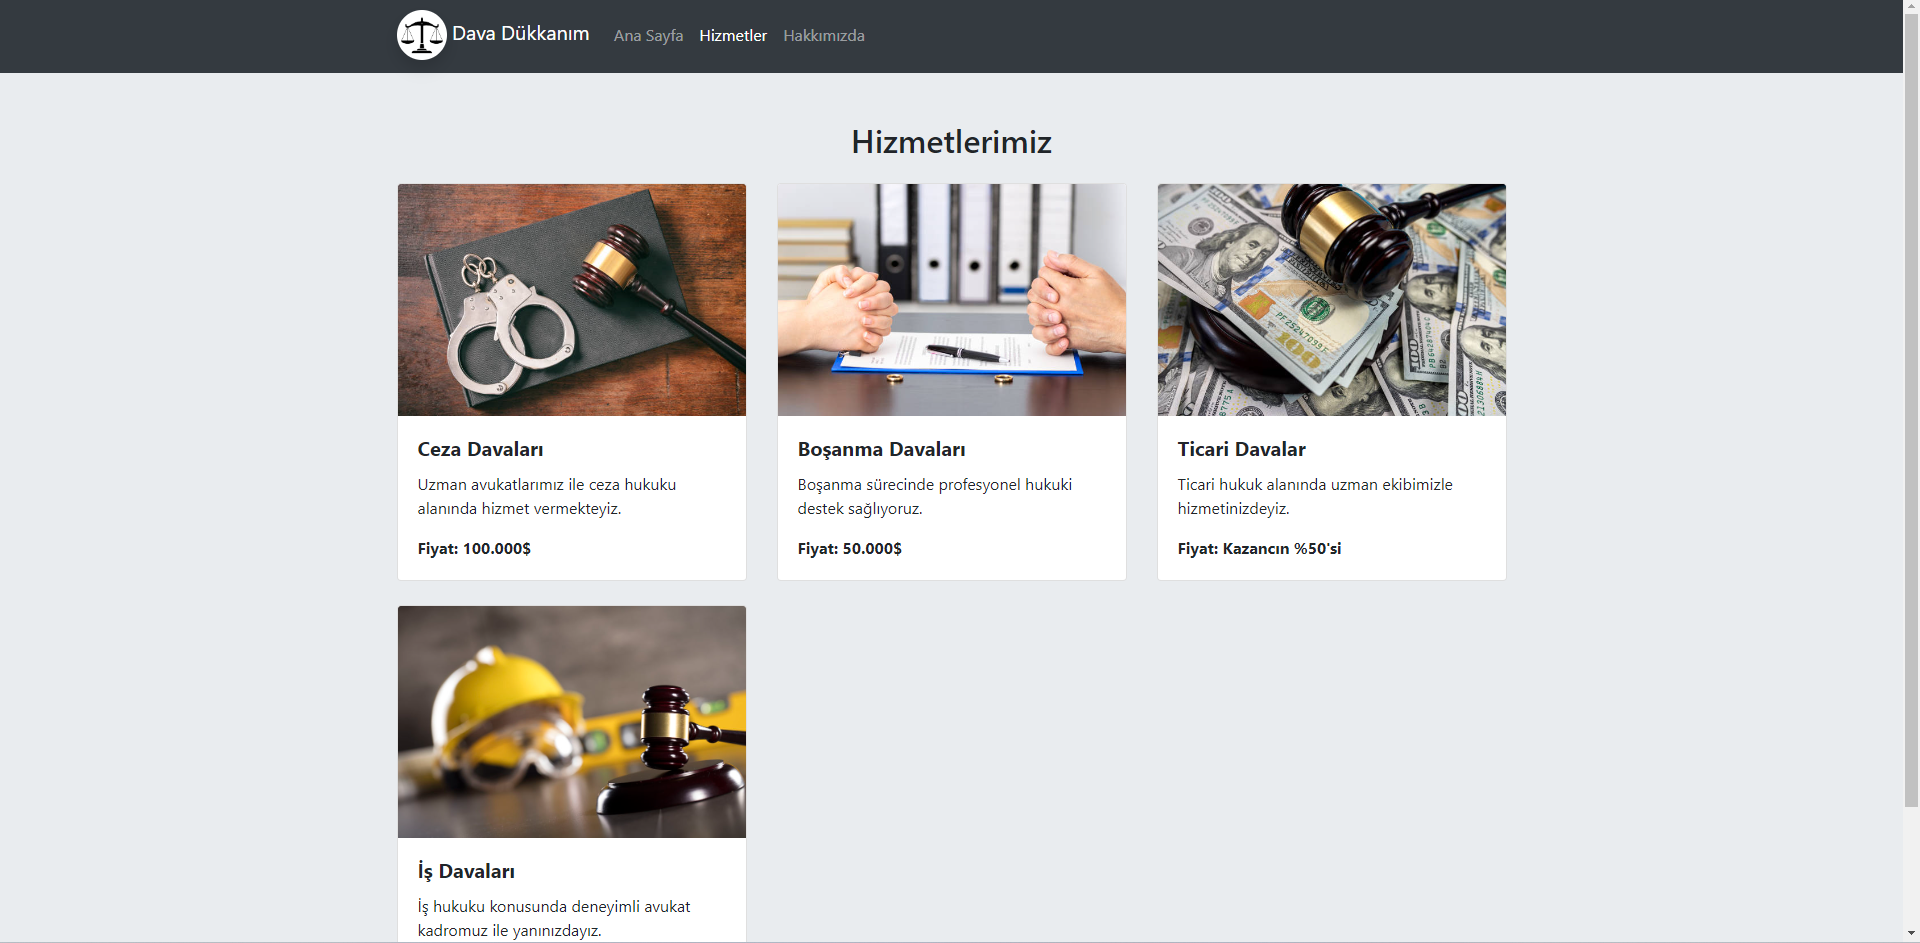 Dava Dükkanım
Ana Sayfa
Hizmetler
Hakkımızda
Hizmetlerimiz
Ceza Davaları
Uzman avukatlarımız ile ceza hukuku
alanında hizmet vermekteyiz.
Fiyat: 100.000$
Boşanma Davaları
Boşanma sürecinde profesyonel hukuki
destek sağlıyoruz.
Fiyat: 50.000$
Ticari Davalar
Ticari hukuk alanında uzman ekibimizle
hizmetinizdeyiz.
Fiyat: Kazancın %50'si
İş Davaları
İş hukuku konusunda deneyimli avukat
kadromuz ile yanınızdayız.